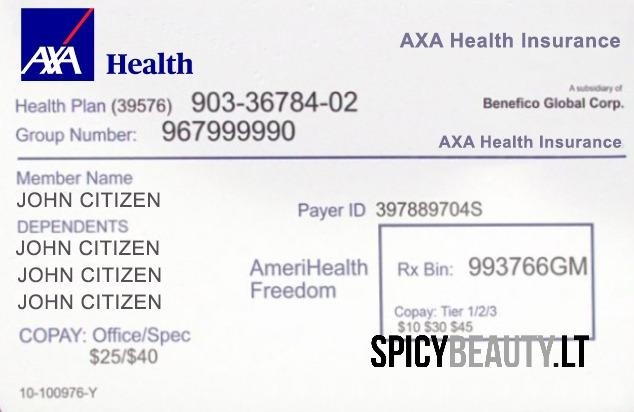 AXA Health
AXA Health Insurance
A subsidiary of
Benefico Global Corp.
Health Plan (39576) 903-36784-02
Group Number: 967999990
AXA Health Insurance
Member Name
JOHN CITIZEN
DEPENDENTS
JOHN CITIZEN
JOHN CITIZEN
JOHN CITIZEN
COPAY: Office/Spec
$25/$40
10-100976-Y
Payer ID 397889704S
AmeriHealth
Freedom
Rx Bin: 993766GM
Copay: Tier 1/2/3
$10 $30 $45
SPICYBEAUTY.LT